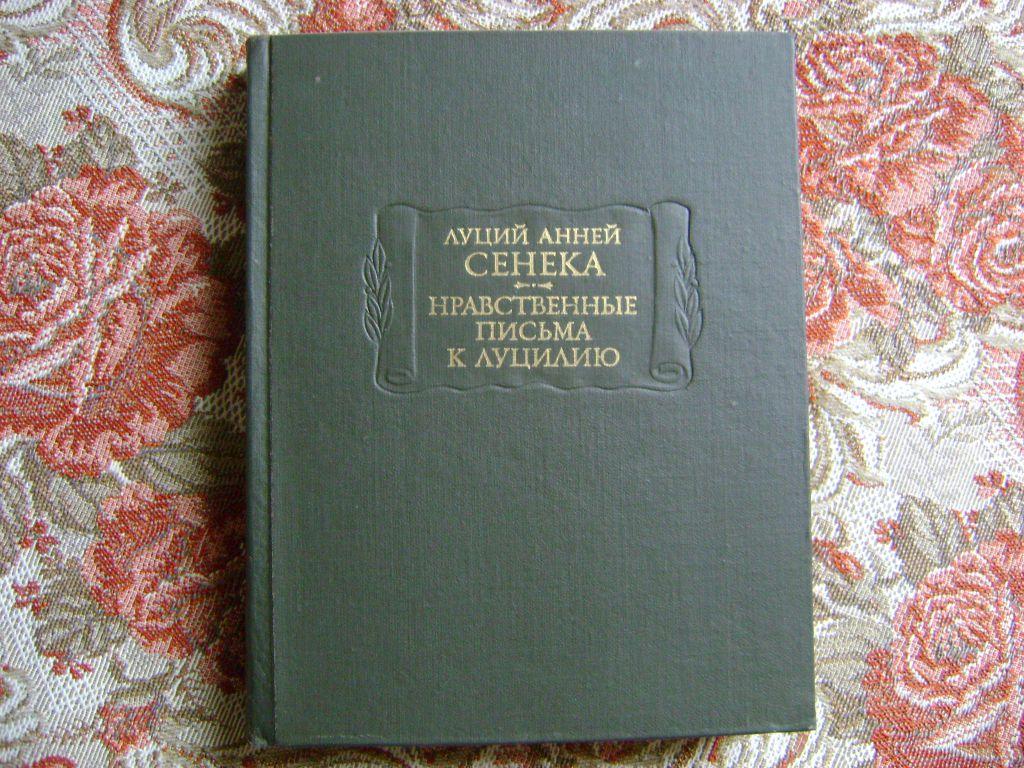 ЛУЦИЙ АННЕЙ
СЕНЕКА
НРАВСТВЕННЫЕ
ПИСЬМА
К ЛУЦИЛИЮ